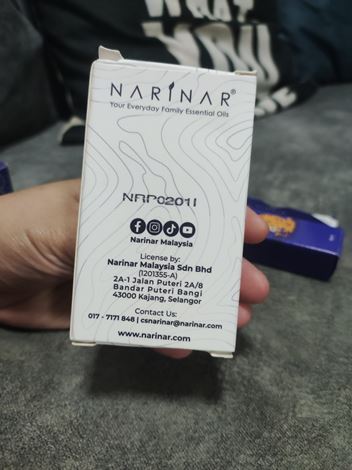 NARINAR®
Your Everyday Family Essential Oils
NRP0201I
Narinar Malaysia
License by:
Narinar Malaysia Sdn Bhd
(1201355-A)
2A-1 Jalan Puteri 2A/8
Bandar Puteri Bangi
43000 Kajang, Selangor
Contact Us:
017 - 7171 848 | csnarinar@narinar.com
www.narinar.com